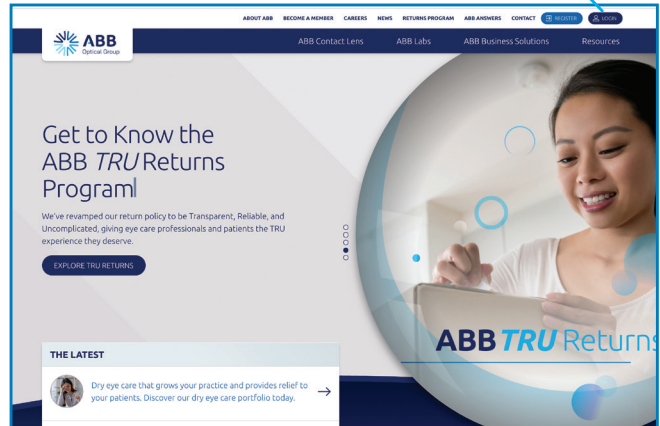 ABOUT ABB BECOME A MEMBER CAREERS NEWS RETURNS PROGRAM ABB ANSWERS CONTACT REGISTER LOGIN
ABB
Optical Group
ABB Contact Lens ABB Labs ABB Business Solutions Resources
Get to Know the
ABB TRU Returns
Program
We've revamped our return policy to be Transparent, Reliable, and
Uncomplicated, giving eye care professionals and patients the TRU
experience they deserve.
EXPLORE TRU RETURNS
ABB TRU Returns
THE LATEST
Dry eye care that grows your practice and provides relief to
your patients. Discover our dry eye care portfolio today.